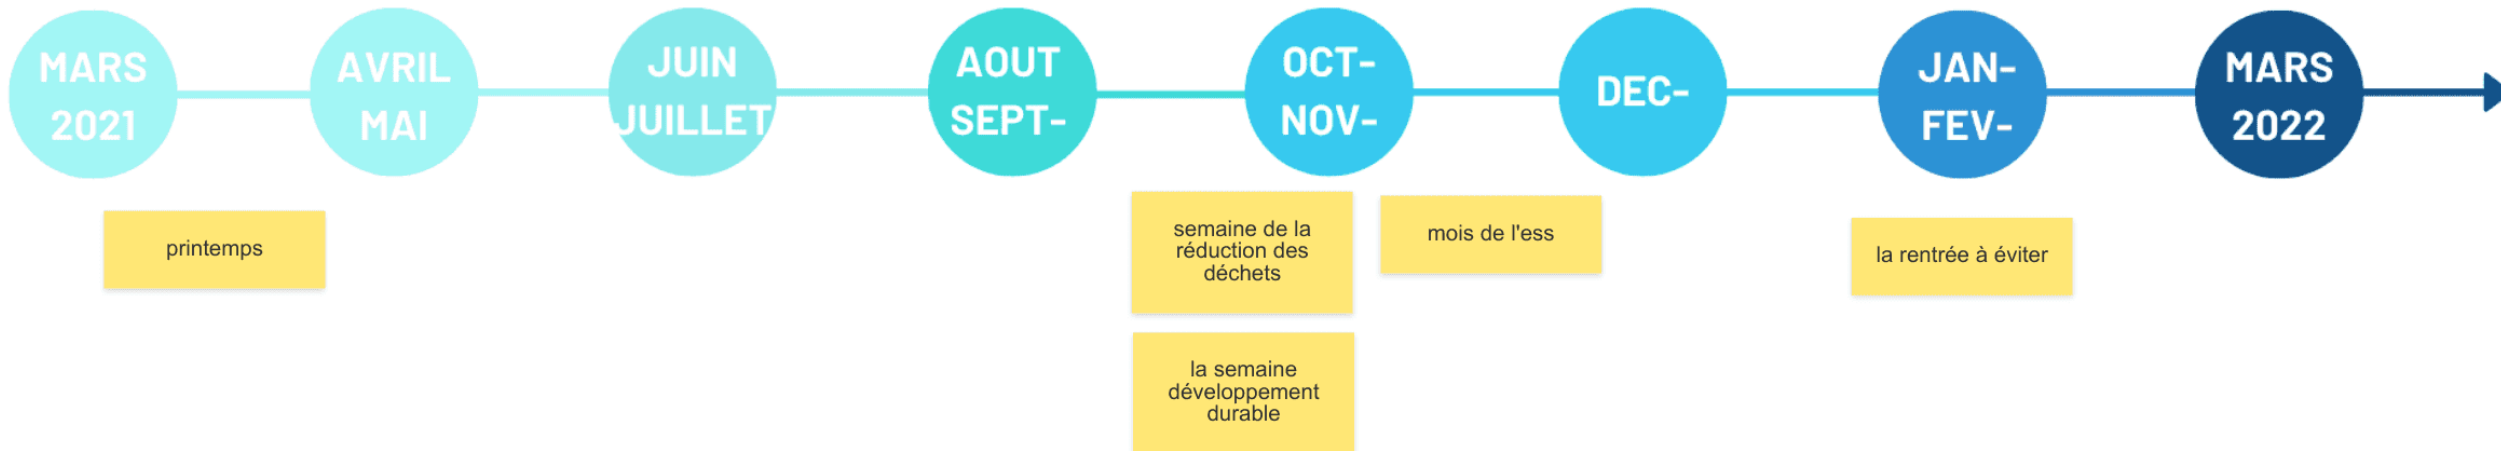 MARS
2021
AVRIL
MAI
JUIN
JUILLET
AOUT
SEPT-
OCT-
NOV-
DEC-
JAN-
FEV-
MARS
2022
printemps
semaine de la
réduction des
déchets
mois de l'ess
la rentrée à éviter
la semaine
développement
durable